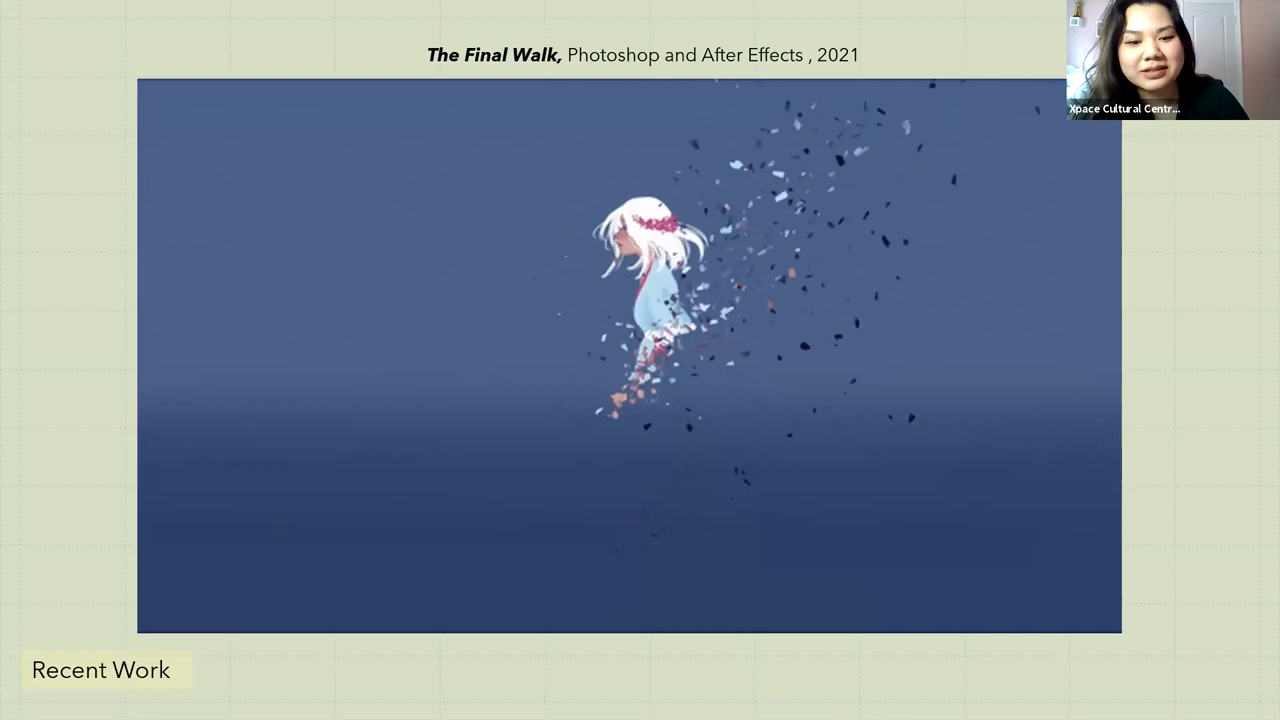 The Final Walk, Photoshop and After Effects , 2021
Xpace Cultural Centr...
Recent Work